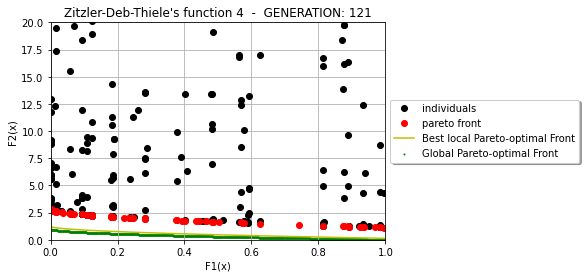 Zitzler-Deb-Thiele's function 4  -  GENERATION: 121
20.0
17.5
15.0
12.5
10.0
7.5
5.0
2.5
0.0
F2(x)
0.0 0.2 0.4 0.6 0.8 1.0
F1(x)
individuals
pareto front
Best local Pareto-optimal Front
Global Pareto-optimal Front